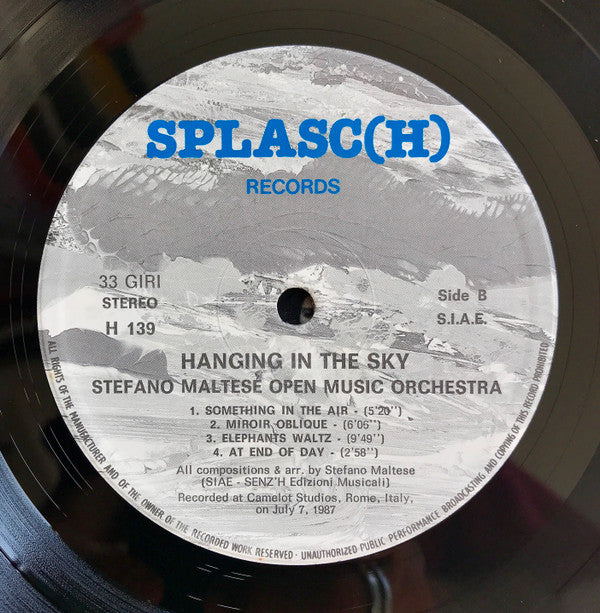 SPLASC(H)
RECORDS
33 GIRI
STEREO
H 139
Side B
S.I.A.E.
HANGING IN THE SKY
STEFANO MALTESE OPEN MUSIC ORCHESTRA
1. SOMETHING IN THE AIR - (5'20'')
2. MIROIR OBLIQUE - (6'06'')
3. ELEPHANTS WALTZ - (9'49'')
4. AT END OF DAY - (2'58'')
All compositions & arr. by Stefano Maltese
(SIAE - SENZ'H Edizioni Musicali)
Recorded at Camelot Studios, Rome, Italy,
on July 7, 1987
ALL RIGHTS OF THE MANUFACTURER AND OF THE OWNER OF THE RECORDED WORK RESERVED - UNAUTHORIZED PUBLIC PERFORMANCE BROADCASTING AND COPYING OF THIS RECORD PROHIBITED